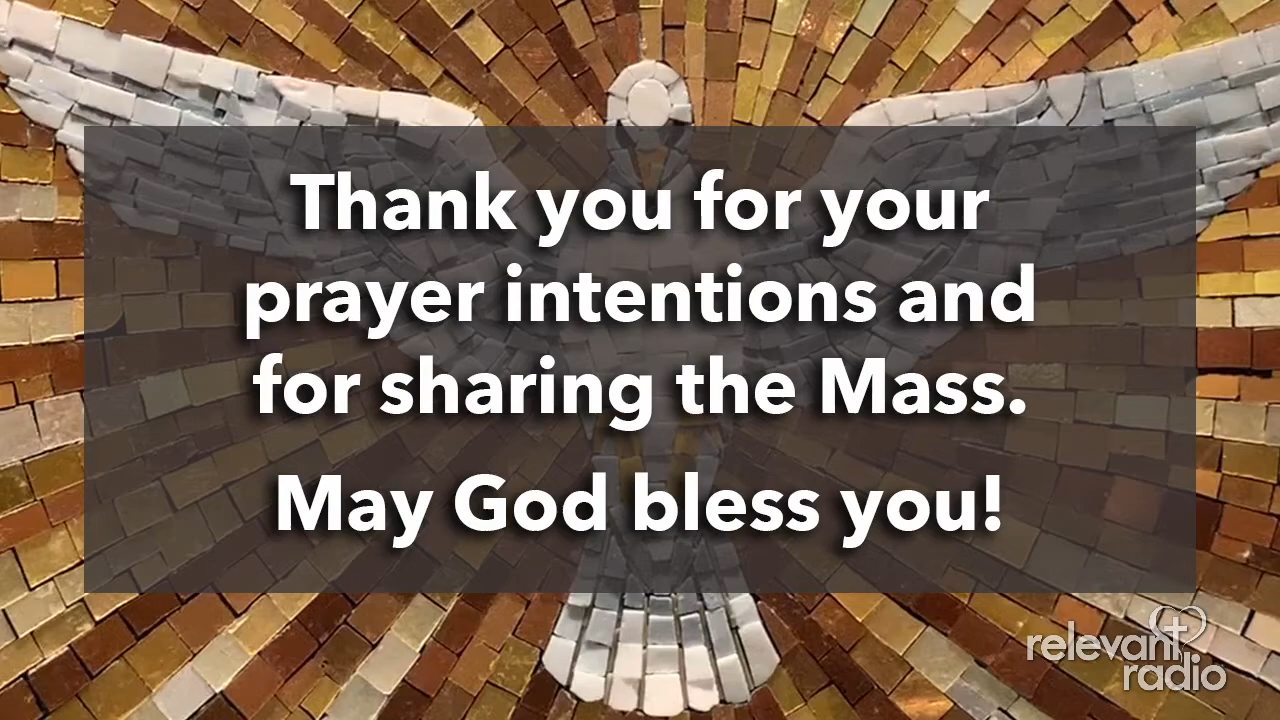 Thank you for your
prayer intentions and
for sharing the Mass.
May God bless you!
relevant
radio